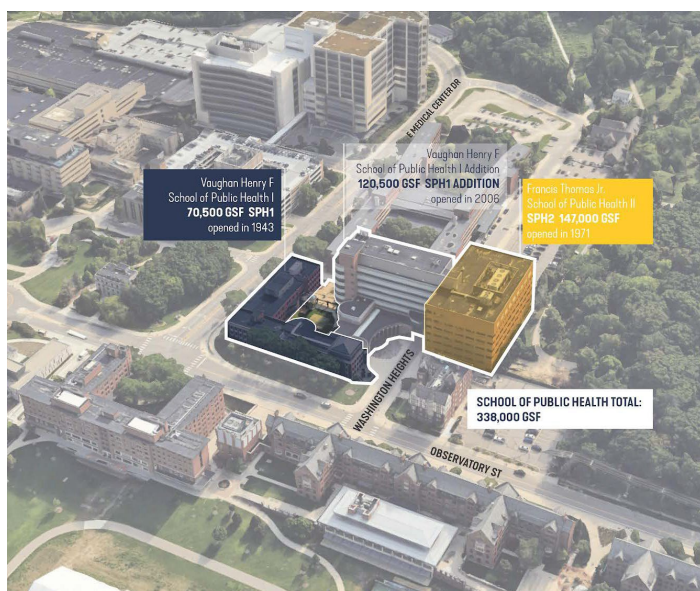 E MEDICAL CENTER DR
Vaughan Henry F
School of Public Health I
70,500 GSF SPH1
opened in 1943
Vaughan Henry F
School of Public Health I Addition
120,500 GSF SPH1 ADDITION
opened in 2006
Francis Thomas Jr.
School of Public Health II
SPH2 147,000 GSF
opened in 1971
WASHINGTON HEIGHTS
SCHOOL OF PUBLIC HEALTH TOTAL:
338,000 GSF
OBSERVATORY ST